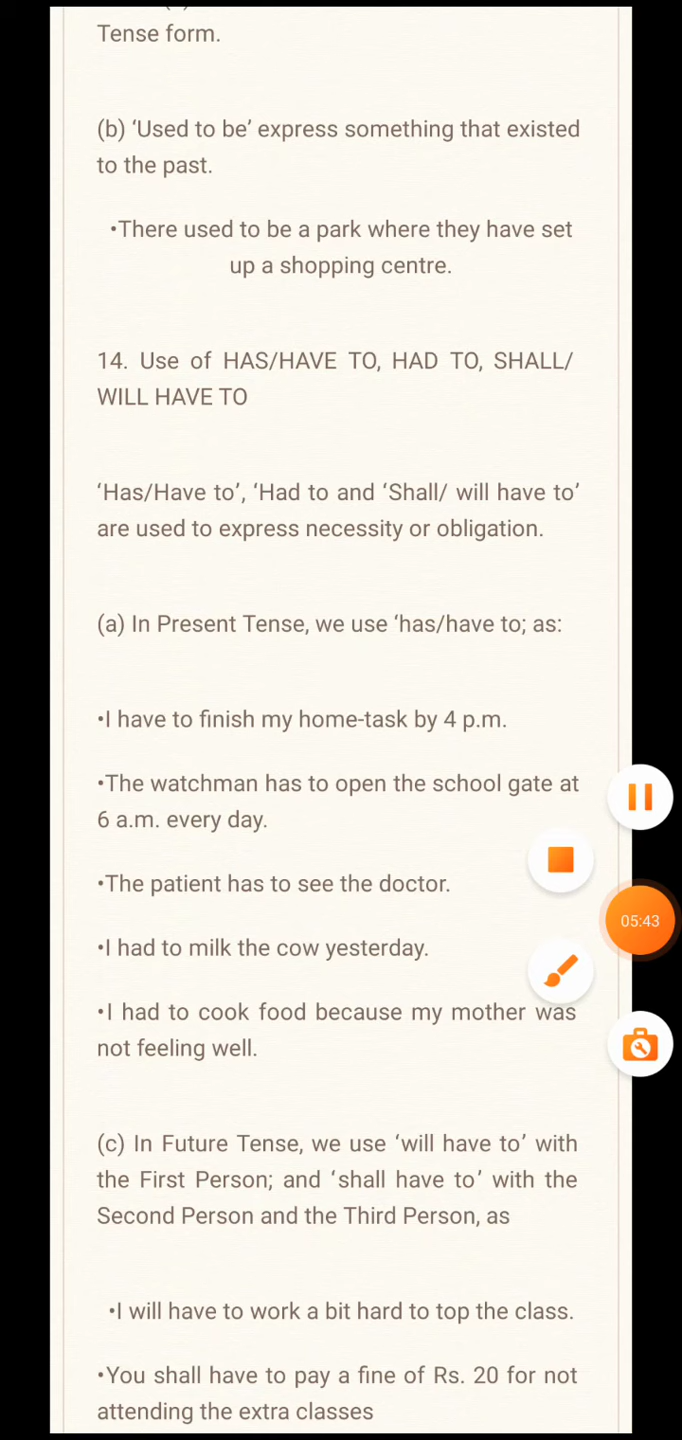 Tense form.
(b) ‘Used to be’ express something that existed
to the past.
•There used to be a park where they have set
up a shopping centre.
14. Use of HAS/HAVE TO, HAD TO, SHALL/
WILL HAVE TO
‘Has/Have to’, ‘Had to and ‘Shall/ will have to’
are used to express necessity or obligation.
(a) In Present Tense, we use ‘has/have to; as:
•I have to finish my home-task by 4 p.m.
•The watchman has to open the school gate at
6 a.m. every day.
•The patient has to see the doctor.
•I had to milk the cow yesterday.
05:43
•I had to cook food because my mother was
not feeling well.
(c) In Future Tense, we use ‘will have to’ with
the First Person; and ‘shall have to’ with the
Second Person and the Third Person, as
•I will have to work a bit hard to top the class.
•You shall have to pay a fine of Rs. 20 for not
attending the extra classes